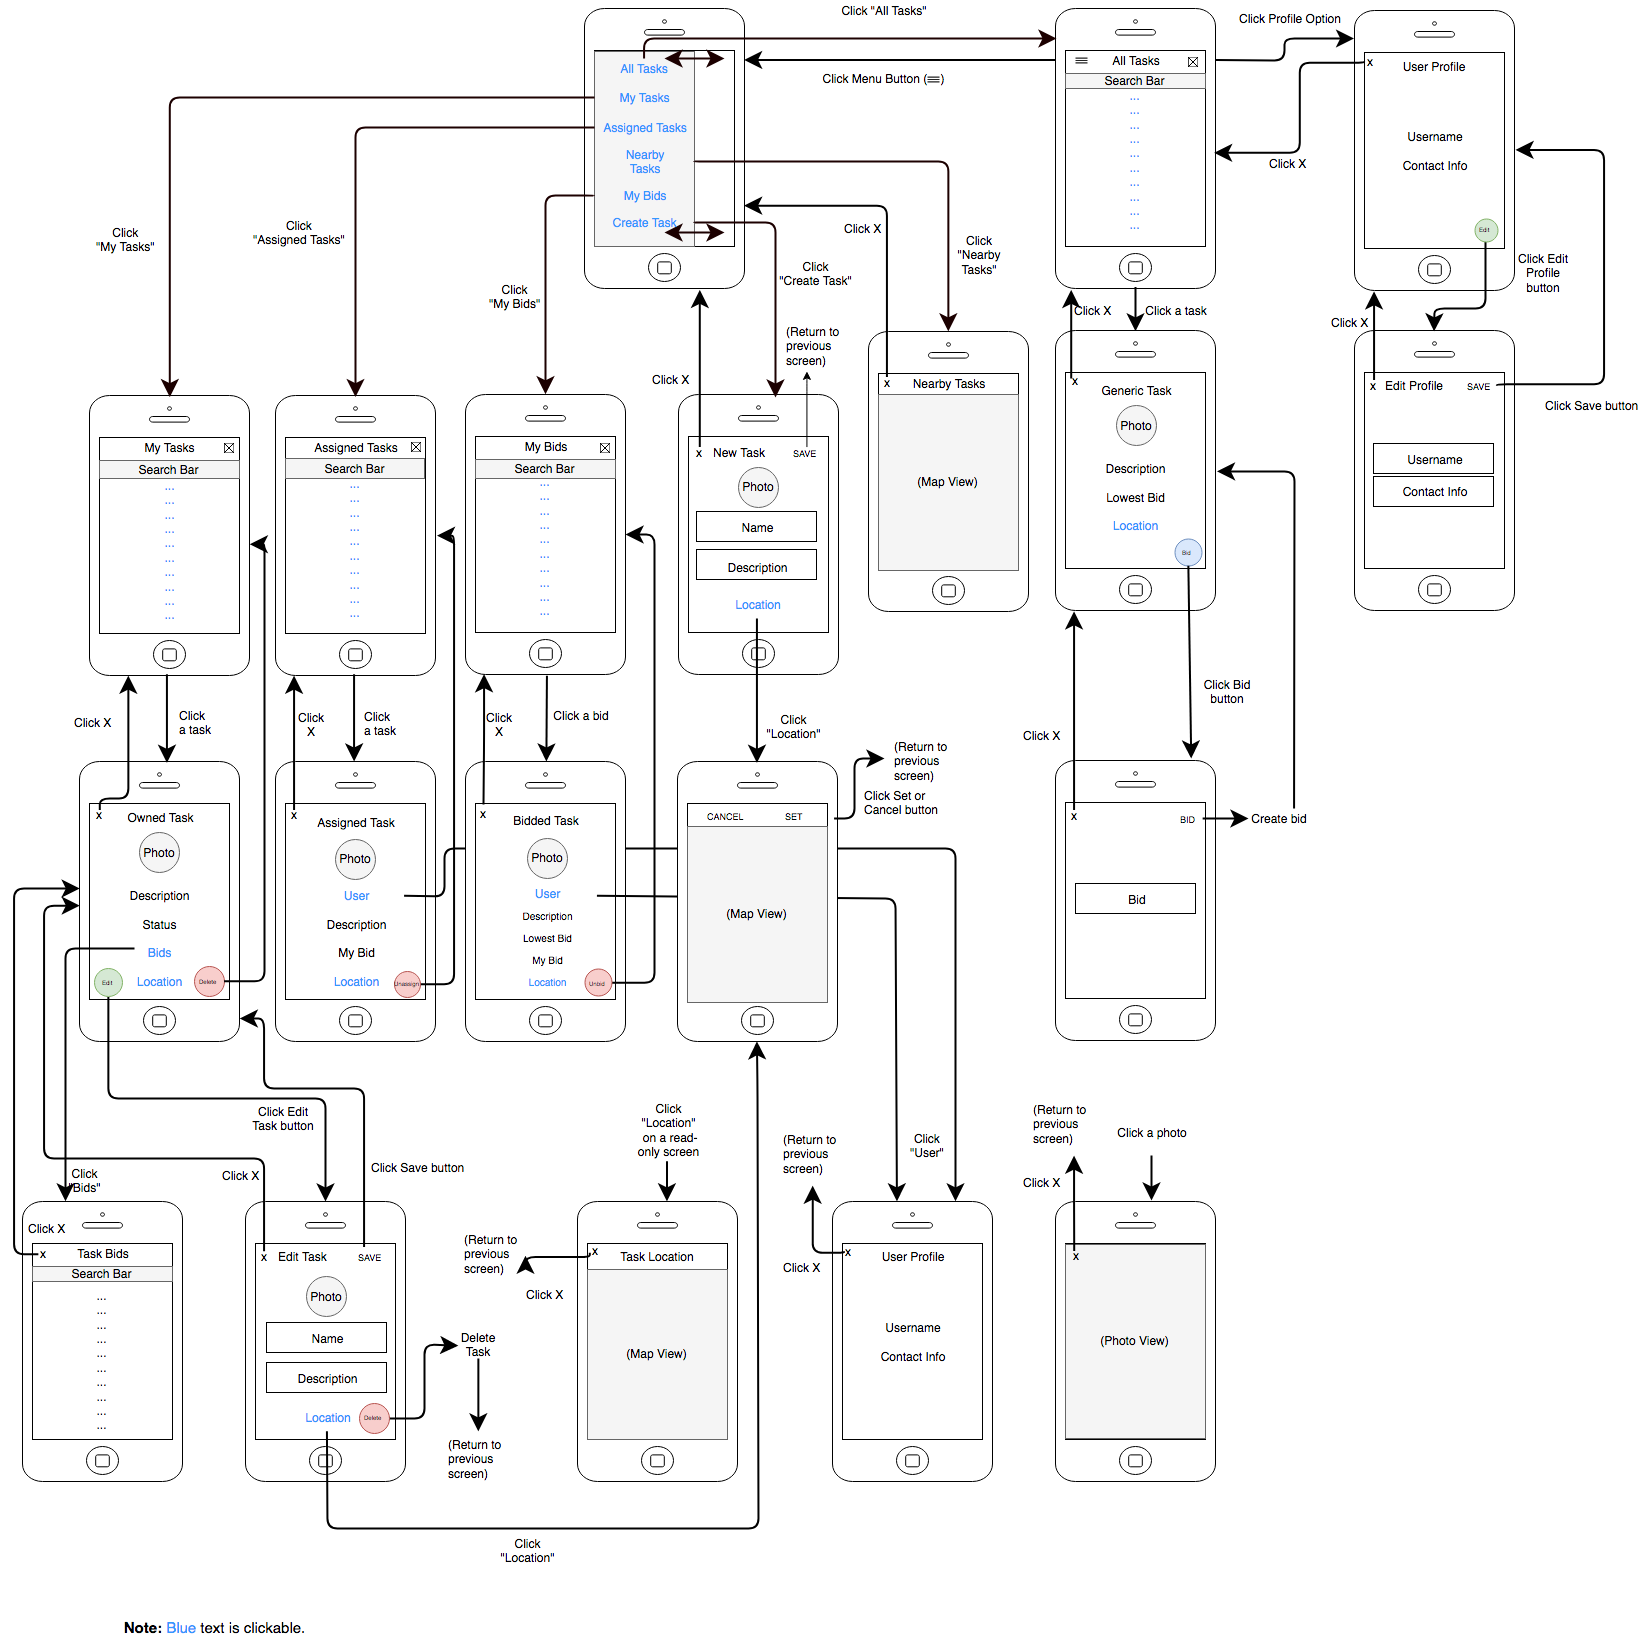 Click "All Tasks"
Click Profile Option
All Tasks
My Tasks
Assigned Tasks
Nearby
Tasks
My Bids
Create Task
Click Menu Button (≡)
All Tasks
Search Bar
...
...
...
...
...
...
...
...
...
...
x
User Profile
Username
Contact Info
Edit
Click X
Click
"My Tasks"
Click
"Assigned Tasks"
Click
"My Bids"
Click
"Create Task"
Click X
Click
"Nearby
Tasks"
Click Edit
Profile
button
(Return to
previous
screen)
Click X
Click X
Click a task
Click X
My Tasks
Search Bar
...
...
...
...
...
...
...
...
...
...
Assigned Tasks
Search Bar
...
...
...
...
...
...
...
...
...
...
My Bids
Search Bar
...
...
...
...
...
...
...
...
...
...
x
New Task
SAVE
Photo
Name
Description
Location
x
Nearby Tasks
(Map View)
x
Generic Task
Photo
Description
Lowest Bid
Location
Bid
x
Edit Profile
SAVE
Username
Contact Info
Click Save button
Click X
Click
a task
Click
X
Click
a task
Click
X
Click a bid
Click
"Location"
(Return to
previous
screen)
Click Set or
Cancel button
Click X
Click Bid
button
x
Owned Task
Photo
Description
Status
Bids
Edit
Location
Delete
x
Assigned Task
Photo
User
Description
My Bid
Location
Unassign
x
Bidded Task
Photo
User
Description
Lowest Bid
My Bid
Location
Unbid
CANCEL
SET
(Map View)
x
BID
Create bid
Bid
Click Edit
Task button
Click X
Click Save button
Click
"Bids"
Click
"Location"
on a read-
only screen
(Return to
previous
screen)
Click
"User"
(Return to
previous
screen)
Click X
Click a photo
Click X
x
Task Bids
Search Bar
...
...
...
...
...
...
...
...
...
...
x
Edit Task
SAVE
Photo
Name
Description
Location
Delete
Delete
Task
(Return to
previous
screen)
(Return to
previous
screen)
Click X
x
Task Location
(Map View)
Click X
x
User Profile
Username
Contact Info
x
(Photo View)
Click
"Location"
Note: Blue text is clickable.